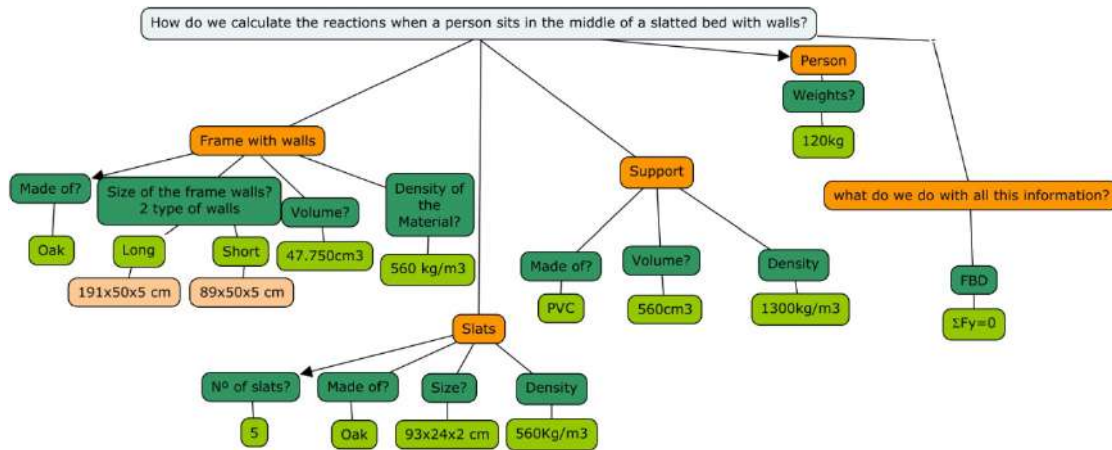 How do we calculate the reactions when a person sits in the middle of a slatted bed with walls?
Person
Weights?
120kg
Frame with walls
Made of?
Oak
Size of the frame walls?
2 type of walls
Long
191x50x5 cm
Short
89x50x5 cm
Volume?
47.750cm3
Density of
the
Material?
560 kg/m3
Support
Made of?
PVC
Volume?
560cm3
Density
1300kg/m3
what do we do with all this information?
FBD
ΣFy=0
Slats
Nº of slats?
5
Made of?
Oak
Size?
93x24x2 cm
Density
560Kg/m3